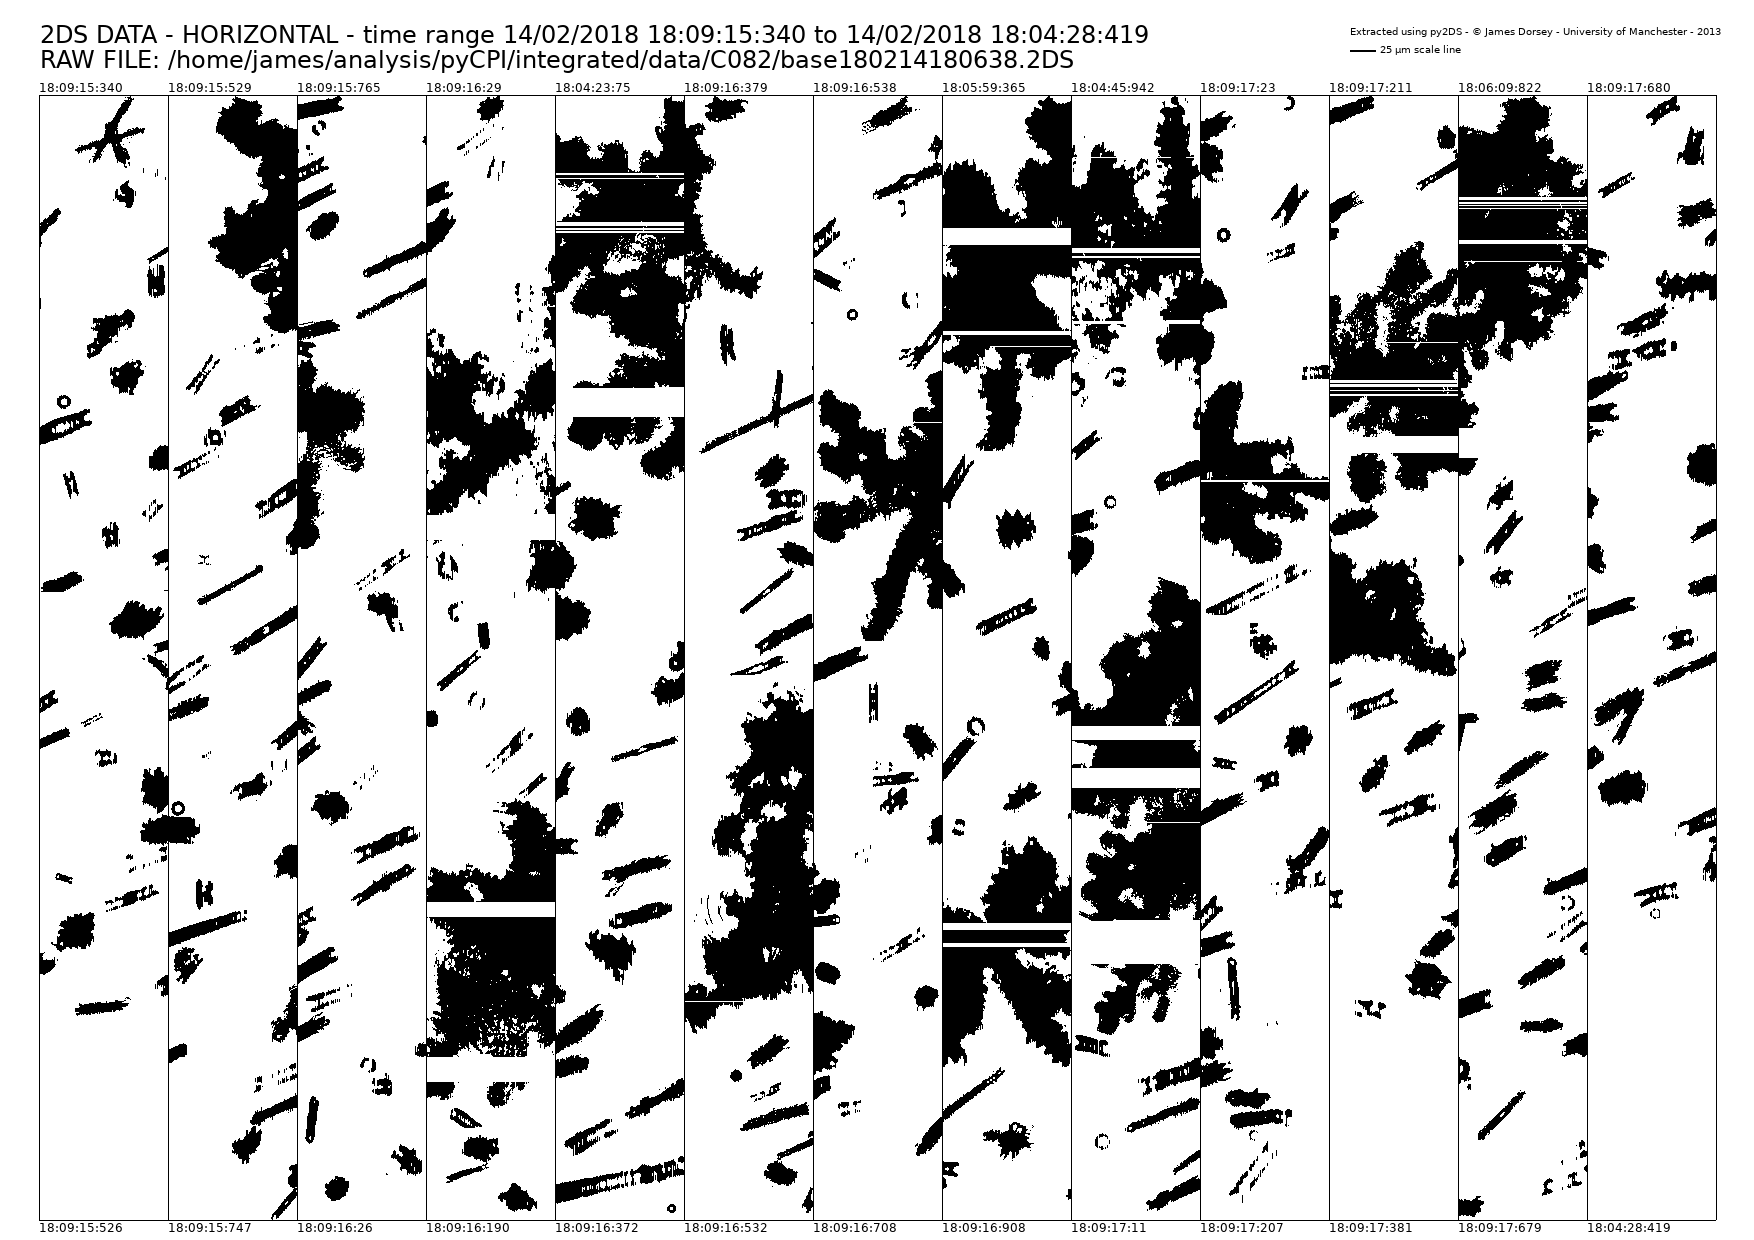 2DS DATA - HORIZONTAL - time range 14/02/2018 18:09:15:340 to 14/02/2018 18:04:28:419
Extracted using py2DS - © James Dorsey - University of Manchester - 2013
25 µm scale line
RAW FILE: /home/james/analysis/pyCPI/integrated/data/C082/base180214180638.2DS
18:09:15:340 18:09:15:529 18:09:15:765 18:09:16:29 18:04:23:75 18:09:16:379 18:09:16:538 18:05:59:365 18:04:45:942 18:09:17:23 18:09:17:211 18:06:09:822 18:09:17:680
18:09:15:526 18:09:15:747 18:09:16:26 18:09:16:190 18:09:16:372 18:09:16:532 18:09:16:708 18:09:16:908 18:09:17:11 18:09:17:207 18:09:17:381 18:09:17:679 18:04:28:419